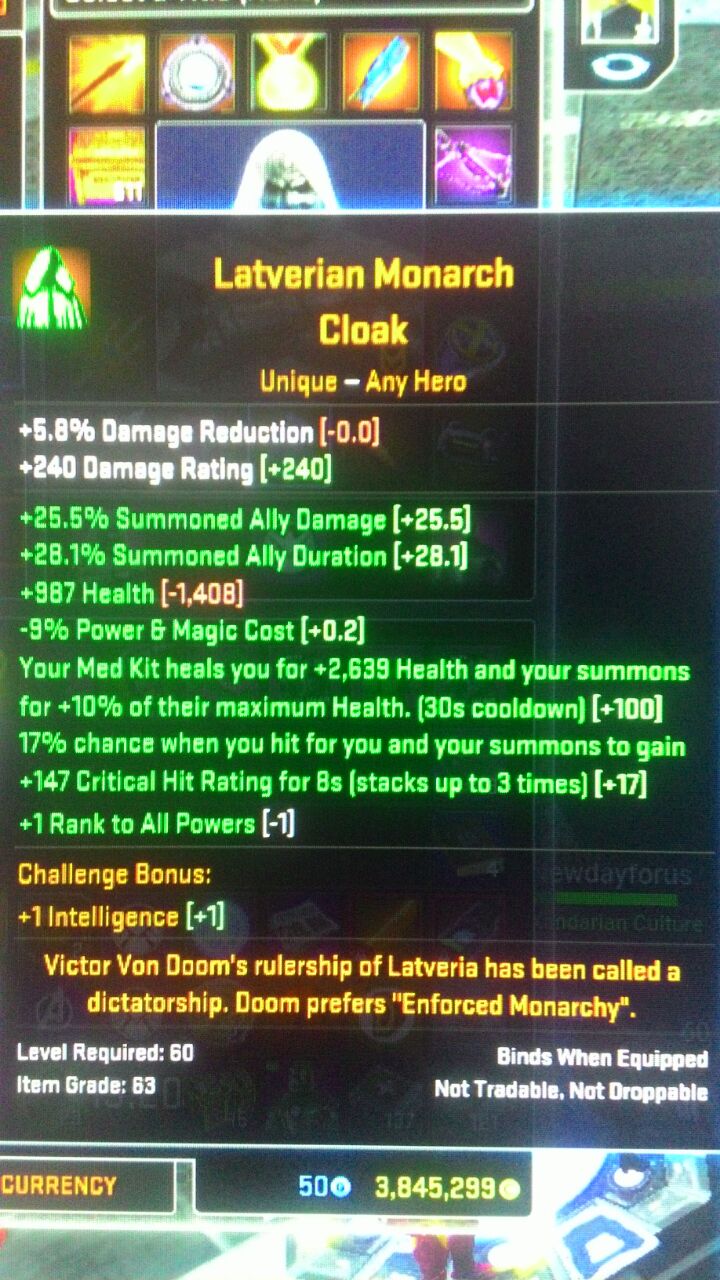 Latverian Monarch
Cloak
Unique – Any Hero
+5.8% Damage Reduction [-0.0]
+240 Damage Rating [+240]
+25.5% Summoned Ally Damage [+25.5]
+28.1% Summoned Ally Duration [+28.1]
+987 Health [-1,408]
-9% Power & Magic Cost [+0.2]
Your Med Kit heals you for +2,639 Health and your summons
for +10% of their maximum Health. (30s cooldown) [+100]
17% chance when you hit for you and your summons to gain
+147 Critical Hit Rating for 8s (stacks up to 3 times) [+17]
+1 Rank to All Powers [-1]
ewdayforus
Challenge Bonus:
+1 Intelligence [+1]
Culture
Victor Von Doom's rulership of Latveria has been called a
dictatorship. Doom prefers "Enforced Monarchy".
Level Required: 60
Binds When Equipped
Item Grade: 63
Not Tradable, Not Droppable
CURRENCY
50
3,845,299